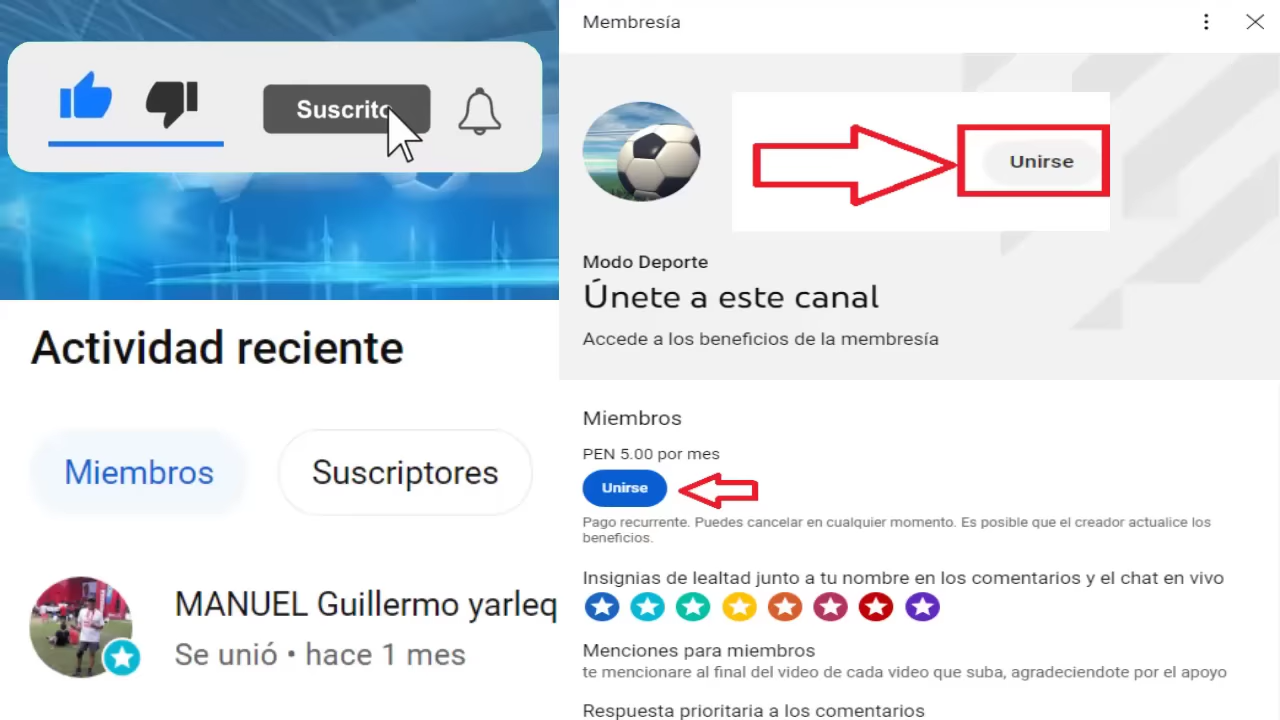 Suscrito
Actividad reciente
Miembros
Suscriptores
MANUEL Guillermo yarleq
Se unió • hace 1 mes
Membresía
Unirse
Modo Deporte
Únete a este canal
Accede a los beneficios de la membresía
Miembros
PEN 5.00 por mes
Unirse
Pago recurrente. Puedes cancelar en cualquier momento. Es posible que el creador actualice los
beneficios.
Insignias de lealtad junto a tu nombre en los comentarios y el chat en vivo
Menciones para miembros
te mencionare al final del video de cada video que suba, agradeciendote por el apoyo
Respuesta prioritaria a los comentarios